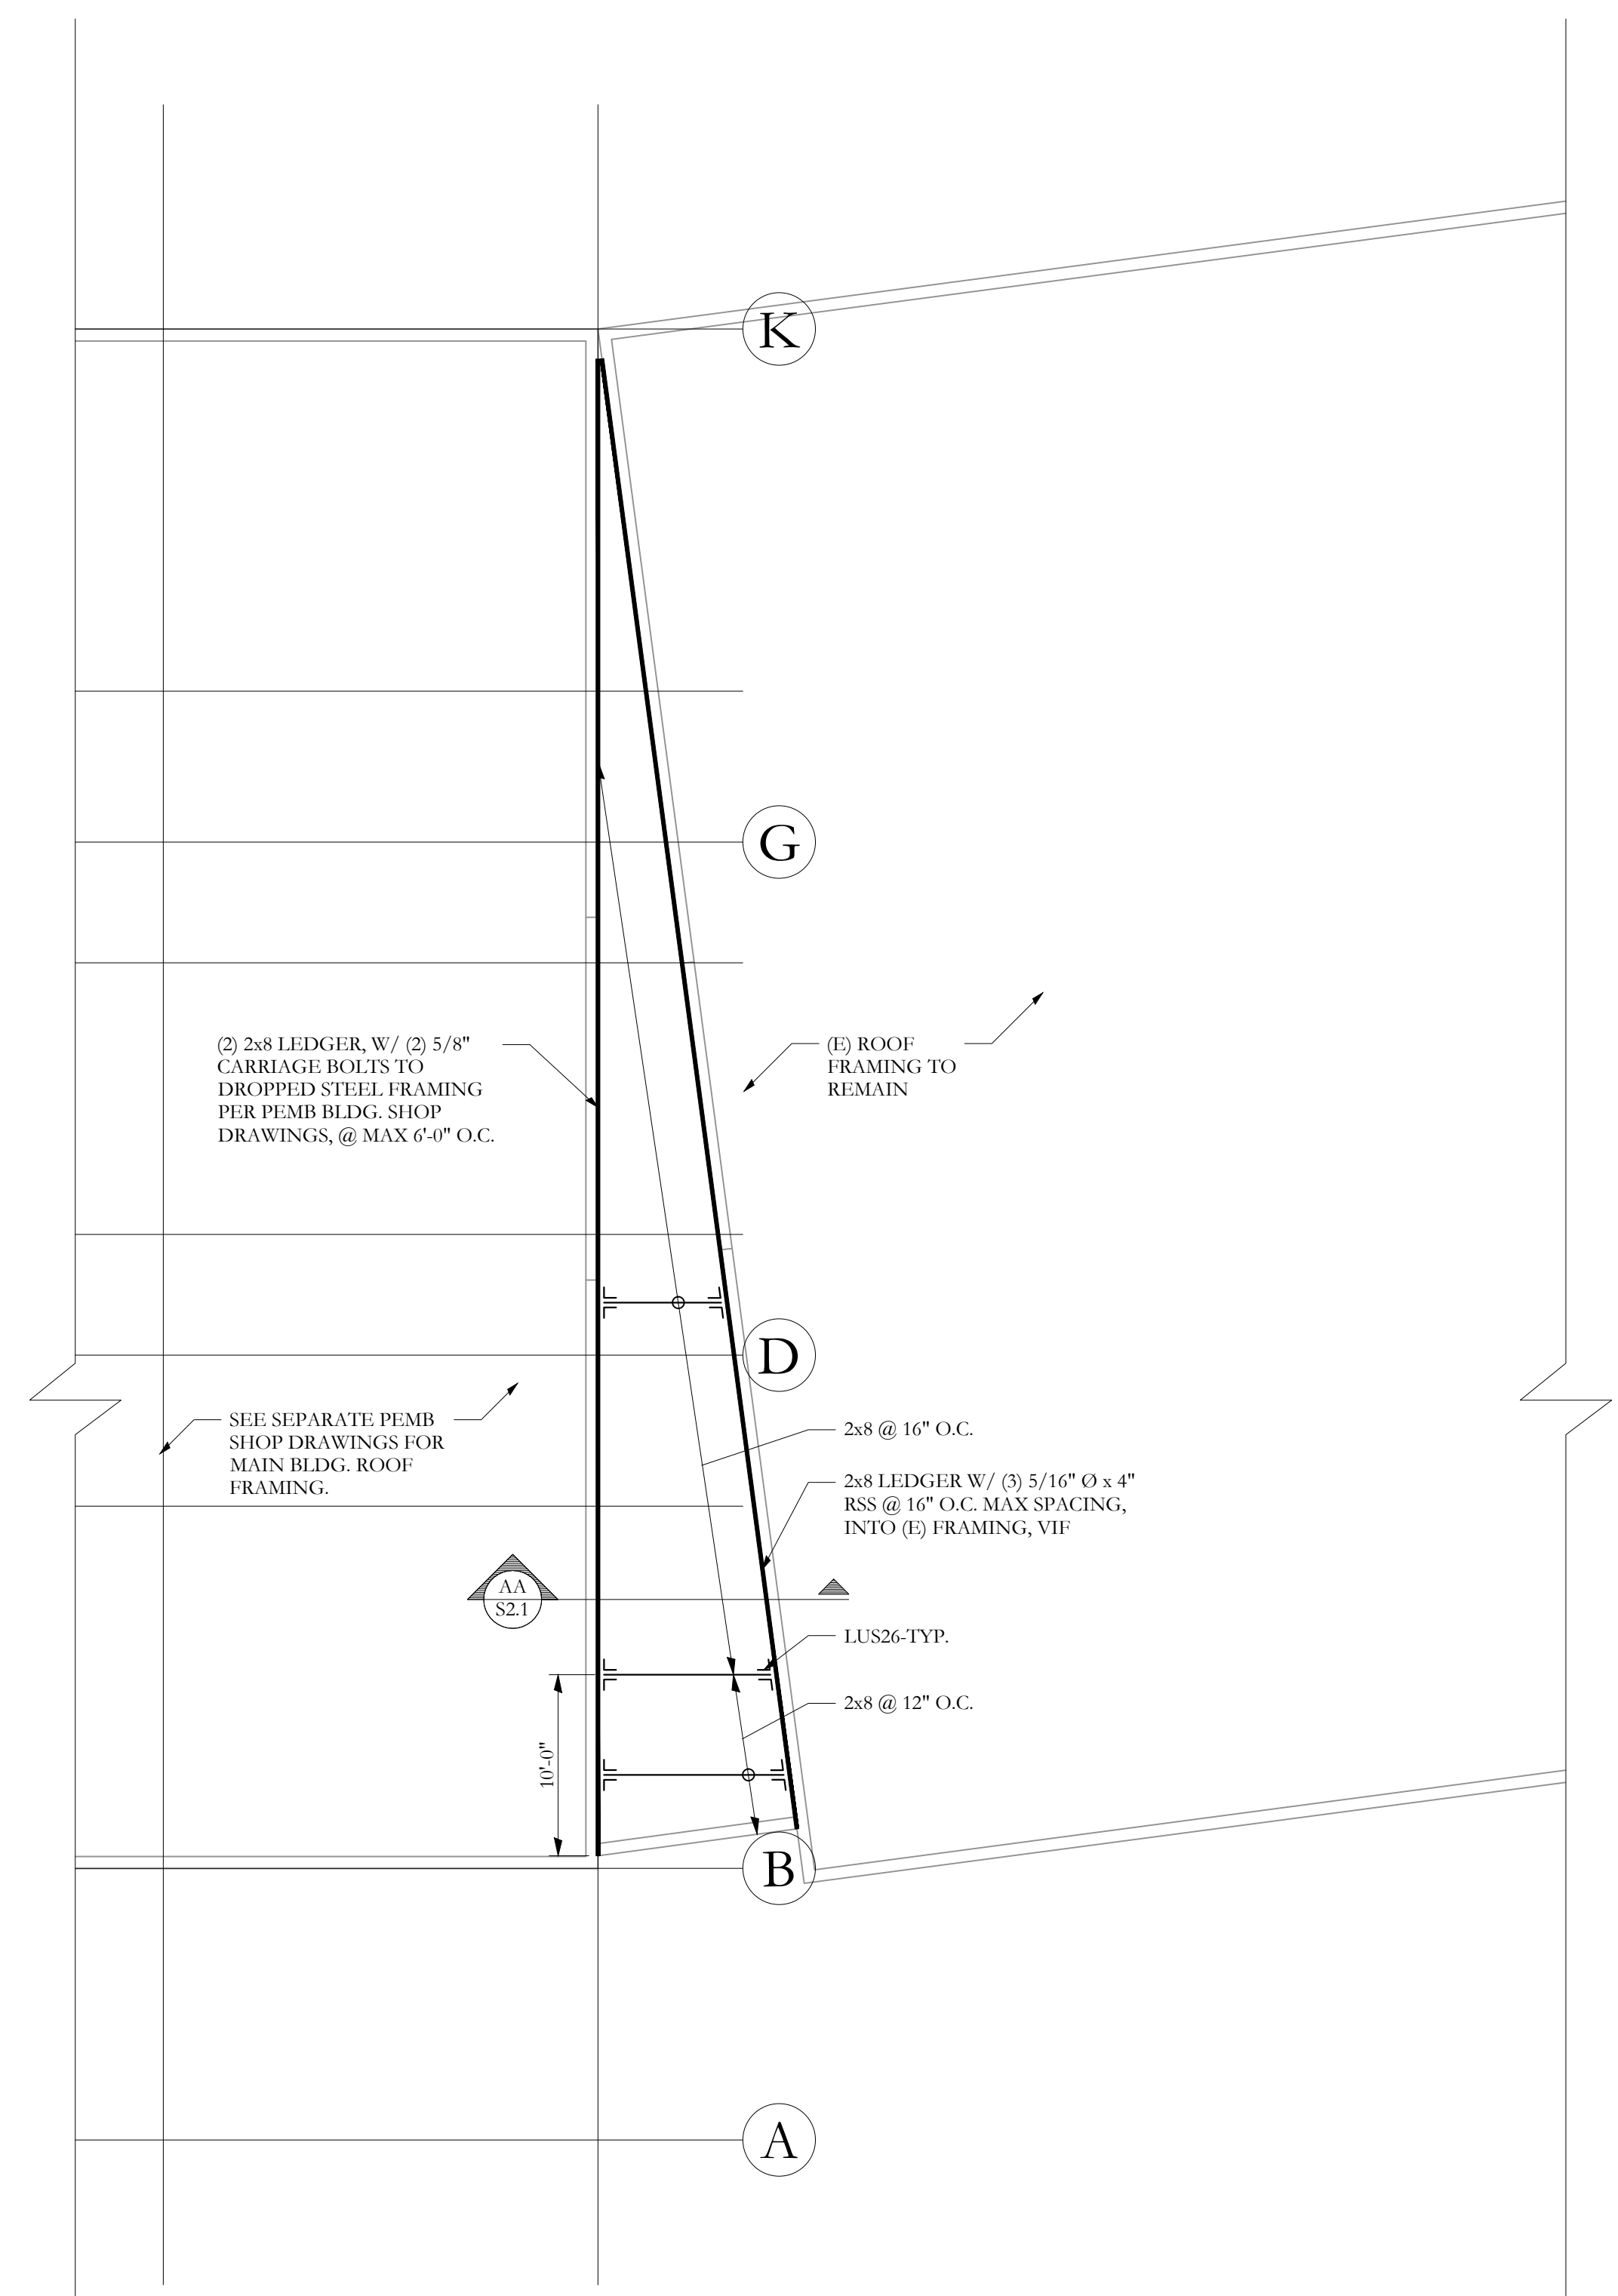 K
G
(2) 2x8 LEDGER, W/ (2) 5/8"
CARRIAGE BOLTS TO
DROPPED STEEL FRAMING
PER PEMB BLDG. SHOP
DRAWINGS, @ MAX 6'-0" O.C.
(E) ROOF
FRAMING TO
REMAIN
D
SEE SEPARATE PEMB
SHOP DRAWINGS FOR
MAIN BLDG. ROOF
FRAMING.
2x8 @ 16" O.C.
2x8 LEDGER W/ (3) 5/16" Ø x 4"
RSS @ 16" O.C. MAX SPACING,
INTO (E) FRAMING, VIF
AA
S2.1
LUS26-TYP.
2x8 @ 12" O.C.
10'-0"
B
A